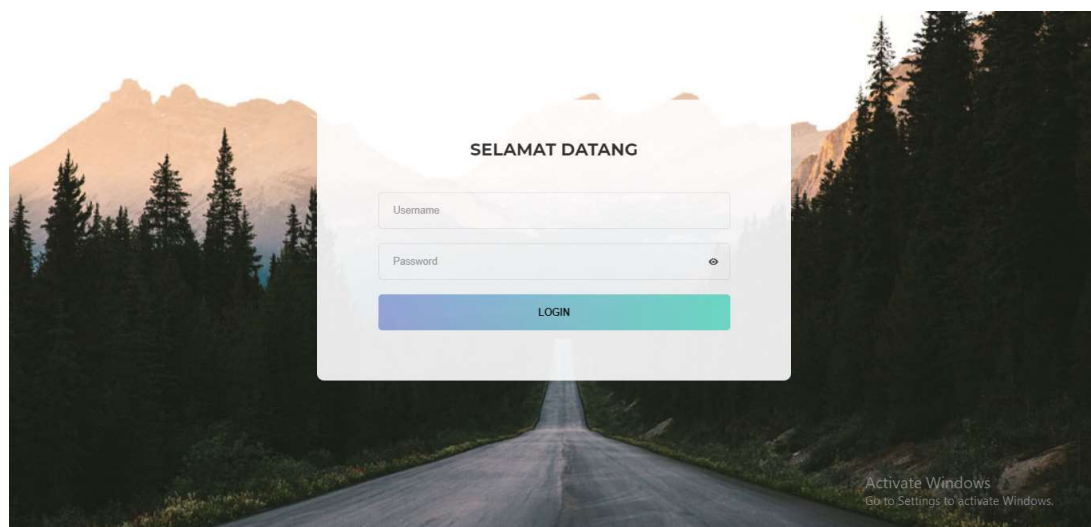 SELAMAT DATANG
Username
Password
LOGIN
Activate Windows
Go to Settings to activate Windows.